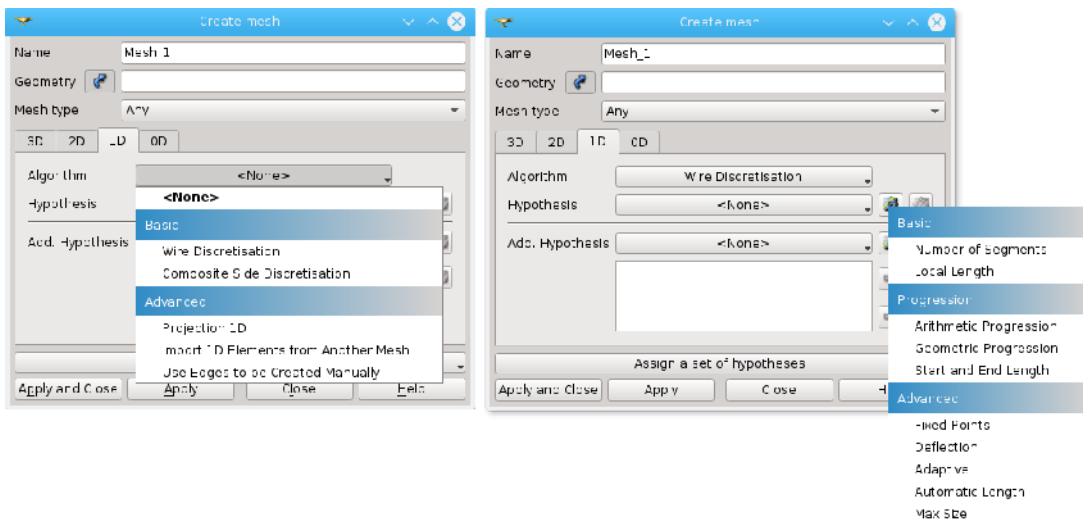 Create mesh
Name Mesh_1
Geometry
Mesh type Any
3D 2D 1D 0D
Algorithm <None>
Hypothesis
Add. Hypothesis
<None>
Basic
Wire Discretisation
Composite Side Discretisation
Advanced
Projection 1D
Import 1D Elements from Another Mesh
Use Edges to be Created Manually
Apply and Close Apply Close Help
Create mesh
Name Mesh_1
Geometry
Mesh type Any
3D 2D 1D 0D
Algorithm Wire Discretisation
Hypothesis <None>
Add. Hypothesis <None>
Assign a set of hypotheses
Apply and Close Apply Close H
Basic
Number of Segments
Local Length
Progression
Arithmetic Progression
Geometric Progression
Start and End Length
Advanced
Fixed Points
Deflection
Adaptive
Automatic Length
Max Size